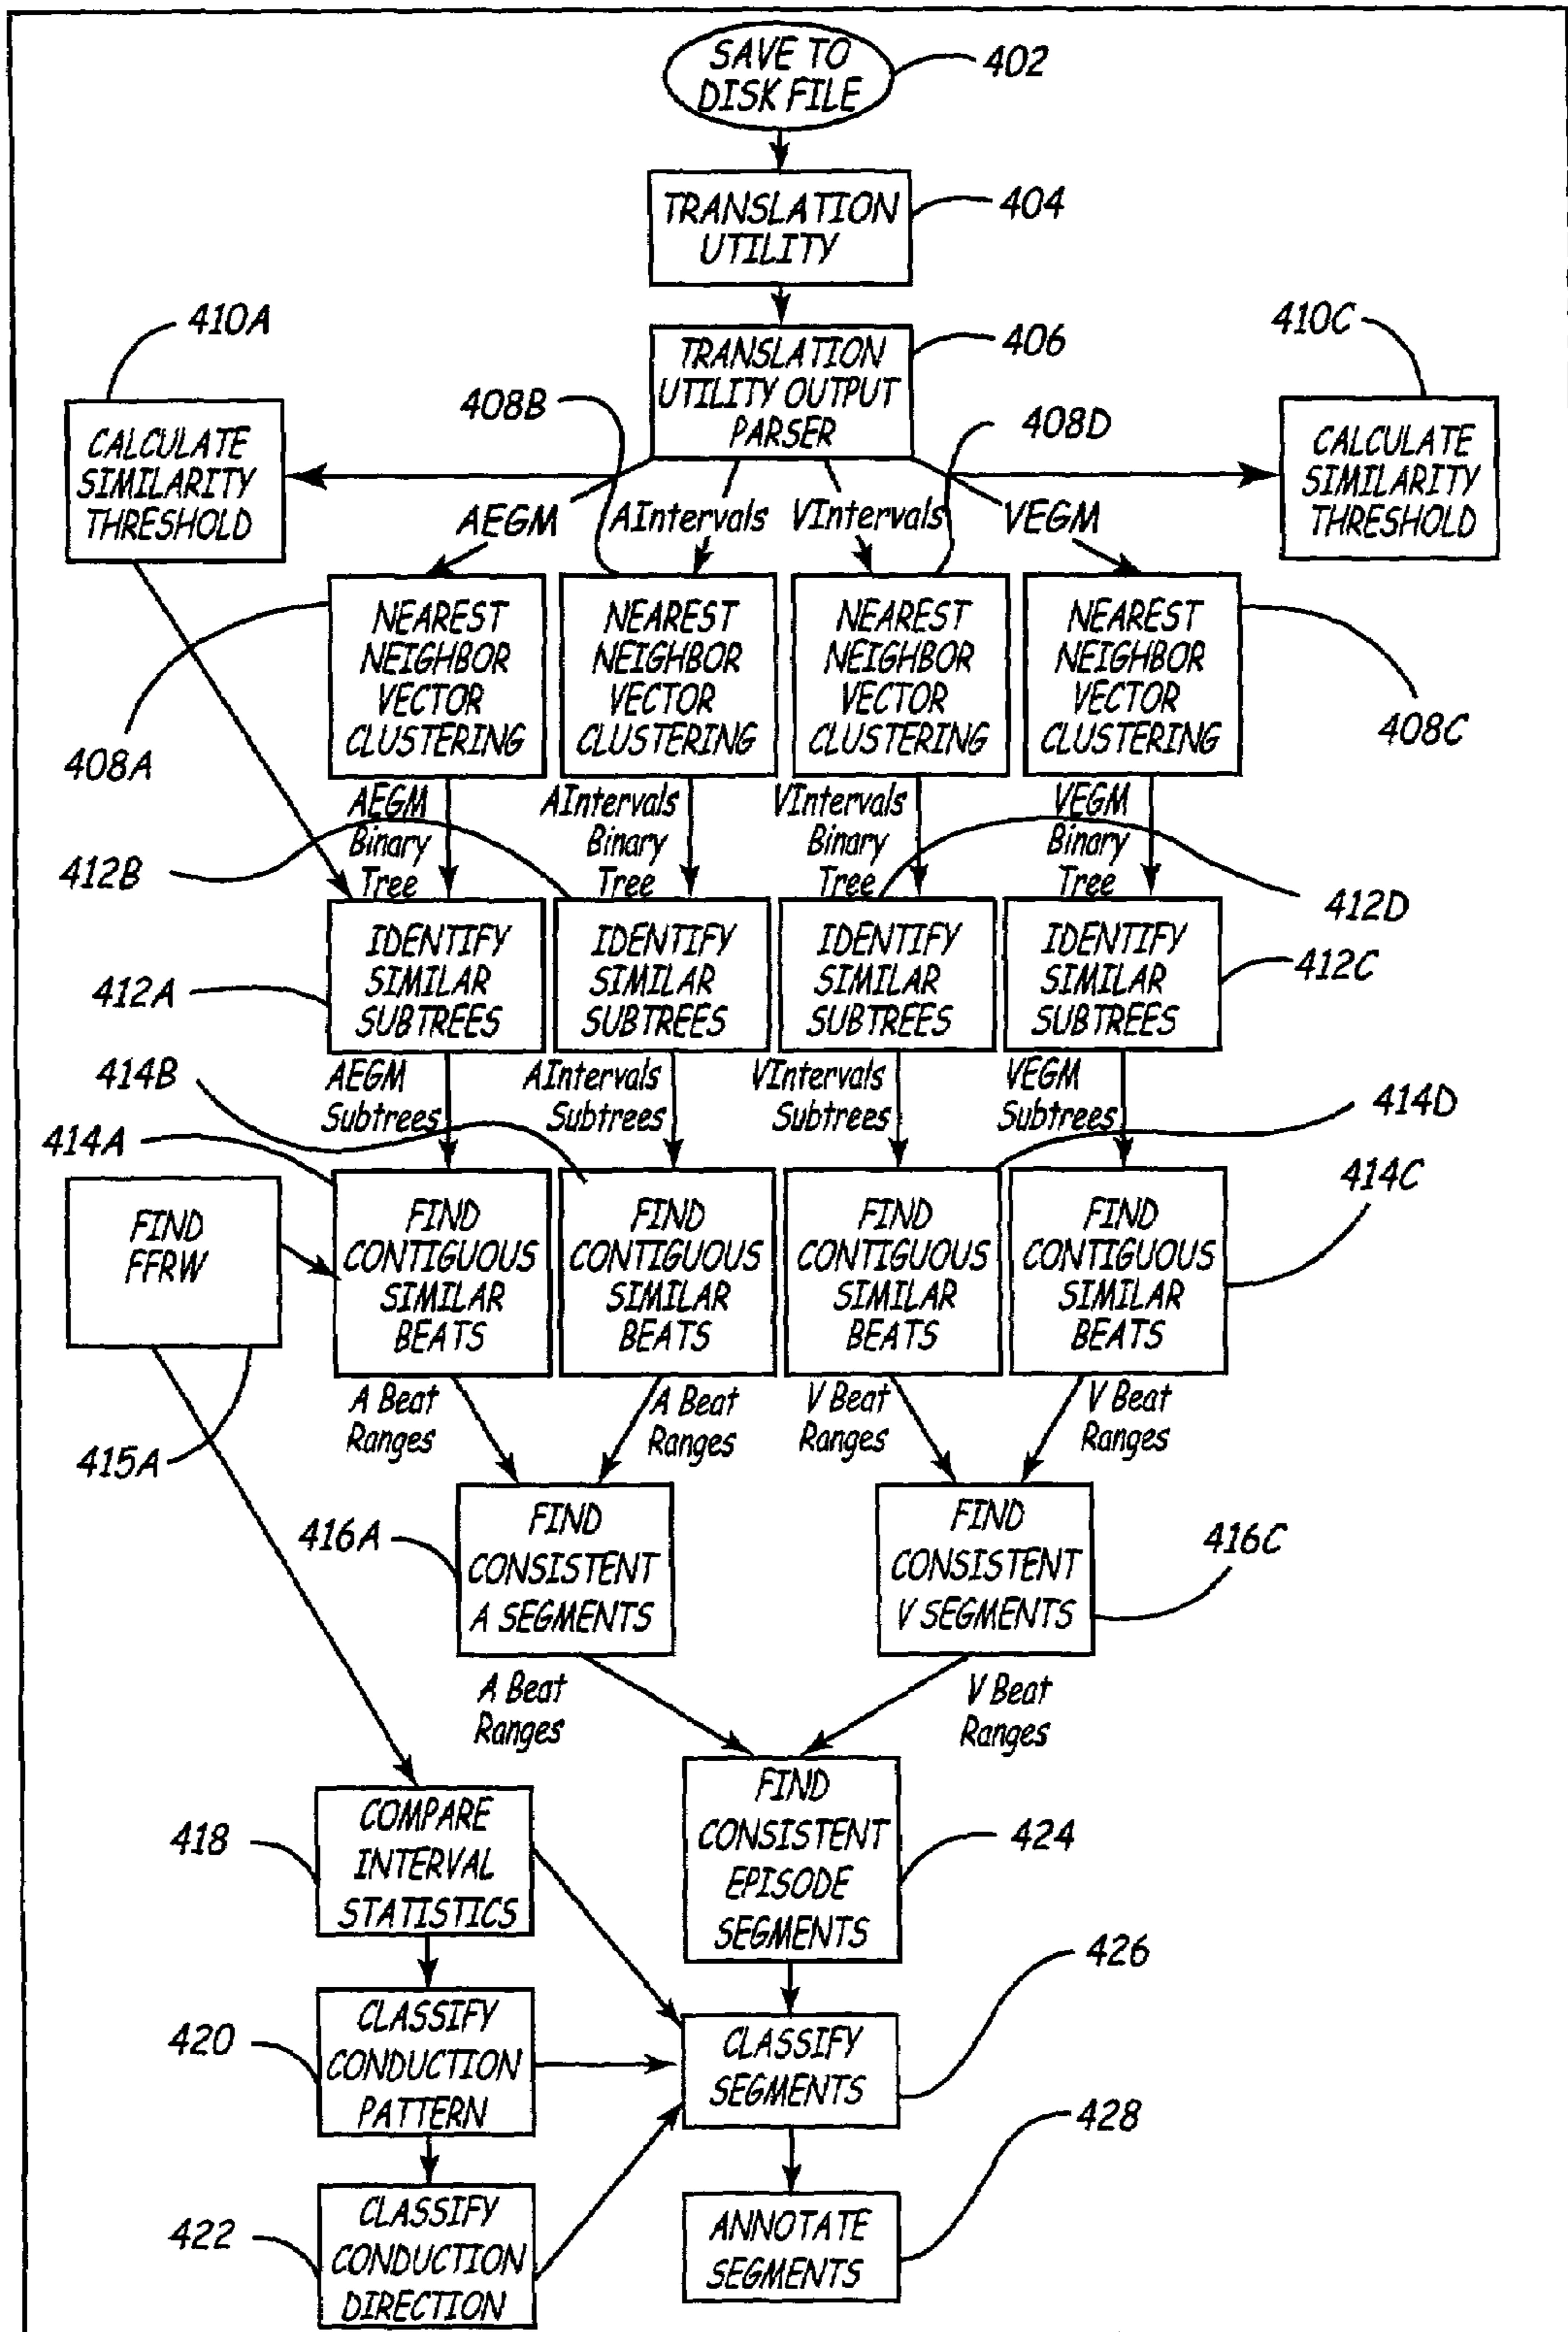 SAVE TO
DISK FILE
402
TRANSLATION
UTILITY
404
TRANSLATION
UTILITY OUTPUT
PARSER
406
410A
410C
408B
408D
CALCULATE
SIMILARITY
THRESHOLD
CALCULATE
SIMILARITY
THRESHOLD
AEGM
AIntervals
VIntervals
VEGM
NEAREST
NEIGHBOR
VECTOR
CLUSTERING
NEAREST
NEIGHBOR
VECTOR
CLUSTERING
NEAREST
NEIGHBOR
VECTOR
CLUSTERING
NEAREST
NEIGHBOR
VECTOR
CLUSTERING
408A
408C
AEGM
Binary
Tree
AIntervals
Binary
Tree
VIntervals
Binary
Tree
VEGM
Binary
Tree
412B
412D
IDENTIFY
SIMILAR
SUBTREES
IDENTIFY
SIMILAR
SUBTREES
IDENTIFY
SIMILAR
SUBTREES
IDENTIFY
SIMILAR
SUBTREES
412A
412C
AEGM
Subtrees
AIntervals
Subtrees
VIntervals
Subtrees
VEGM
Subtrees
414B
414D
414A
414C
FIND
FFRW
FIND
CONTIGUOUS
SIMILAR
BEATS
FIND
CONTIGUOUS
SIMILAR
BEATS
FIND
CONTIGUOUS
SIMILAR
BEATS
FIND
CONTIGUOUS
SIMILAR
BEATS
415A
A Beat
Ranges
A Beat
Ranges
V Beat
Ranges
V Beat
Ranges
416A
FIND
CONSISTENT
A SEGMENTS
FIND
CONSISTENT
V SEGMENTS
416C
A Beat
Ranges
V Beat
Ranges
418
COMPARE
INTERVAL
STATISTICS
FIND
CONSISTENT
EPISODE
SEGMENTS
424
420
CLASSIFY
CONDUCTION
PATTERN
CLASSIFY
SEGMENTS
426
422
CLASSIFY
CONDUCTION
DIRECTION
ANNOTATE
SEGMENTS
428